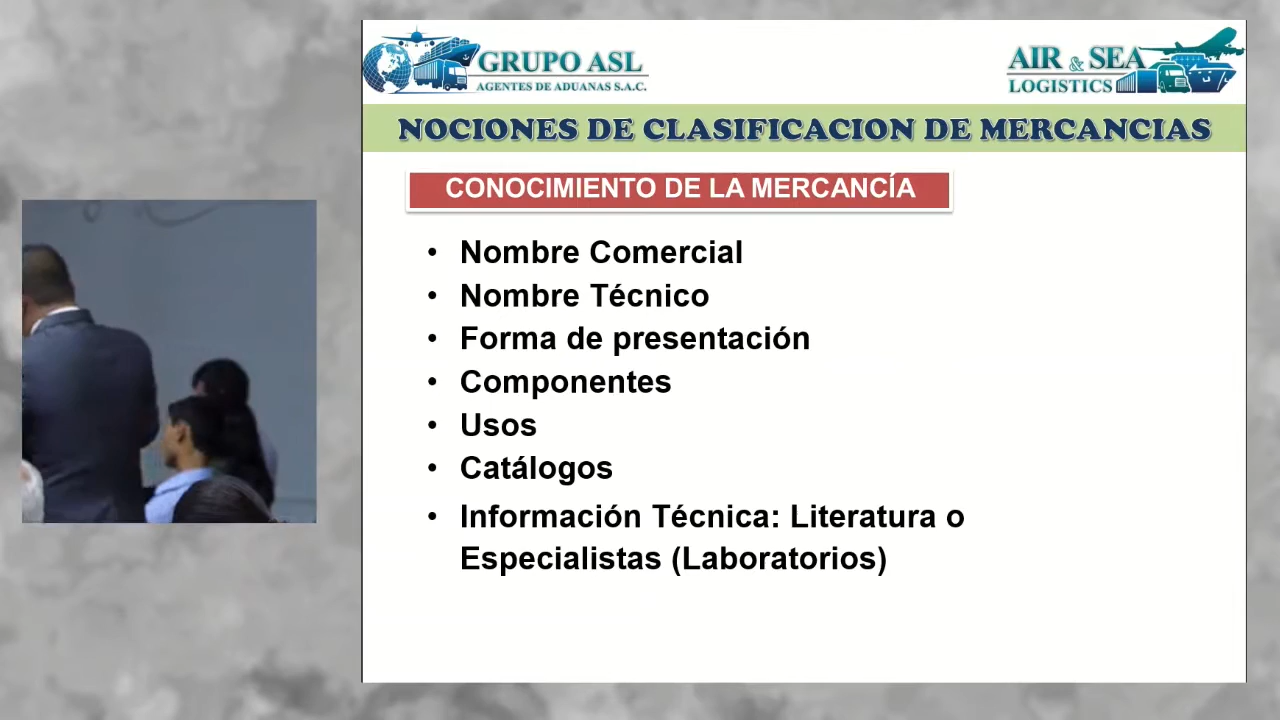 GRUPO ASL
AGENTES DE ADUANAS S.A.C.
AIR & SEA
LOGISTICS
NOCIONES DE CLASIFICACION DE MERCANCIAS
CONOCIMIENTO DE LA MERCANCÍA
• Nombre Comercial
• Nombre Técnico
• Forma de presentación
• Componentes
• Usos
• Catálogos
• Información Técnica: Literatura o
Especialistas (Laboratorios)